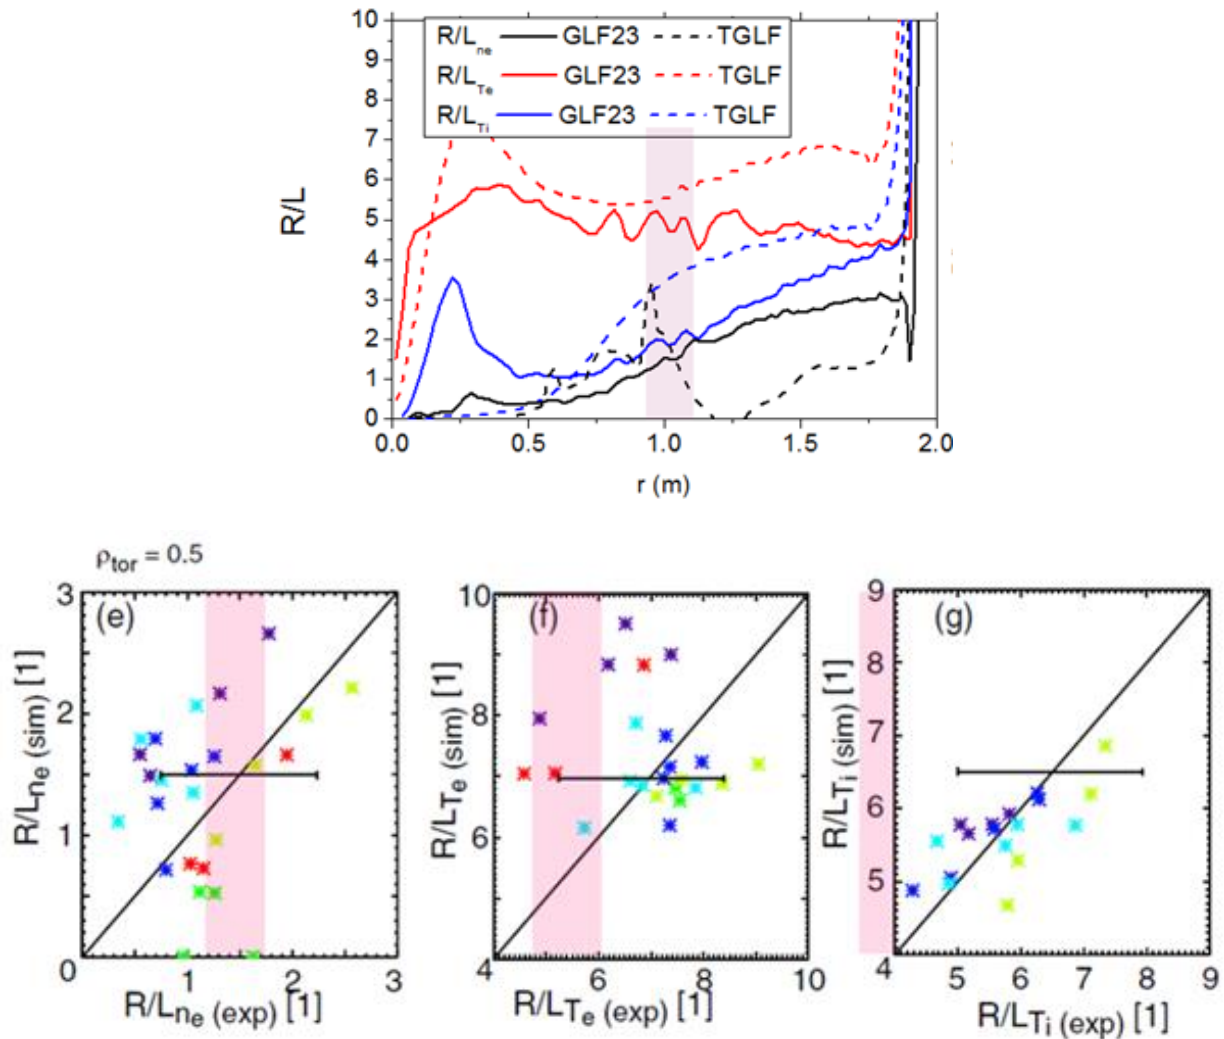 10
R/Lne GLF23 TGLF
9
R/LTe GLF23 TGLF
8
R/LTi GLF23 TGLF
7
6
5
4
3
2
1
0
R/L
0.0 0.5 1.0 1.5 2.0
r (m)
ρtor = 0.5
3
(e)
2
1
0
R/Lne (sim) [1]
1 2 3
R/Lne (exp) [1]
10
(f)
8
6
4
R/LTe (sim) [1]
6 8 10
R/LTe (exp) [1]
9
(g)
8
7
6
5
4
R/LTi (sim) [1]
5 6 7 8 9
R/LTi (exp) [1]